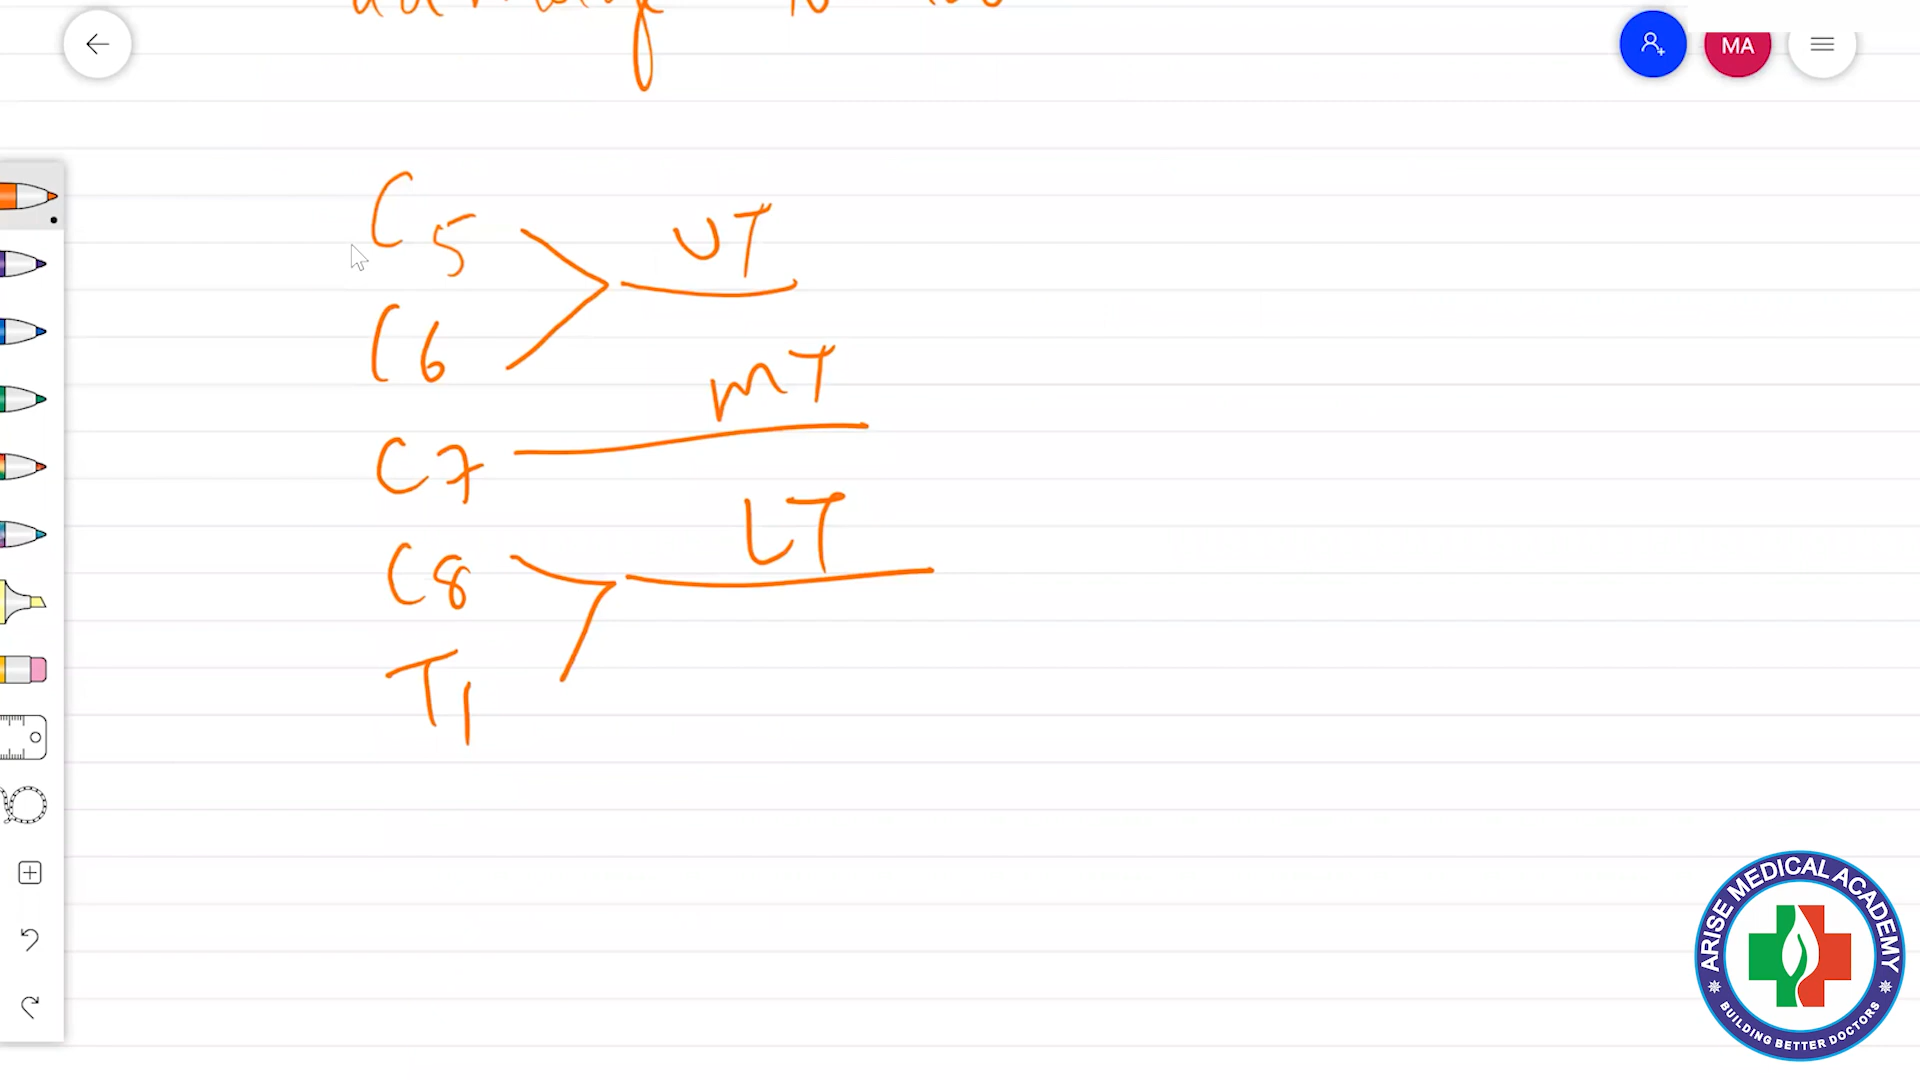 MA
C5
UT
C6
MT
C7
LT
C8
T1
ARISE MEDICAL ACADEMY
BUILDING BETTER DOCTORS